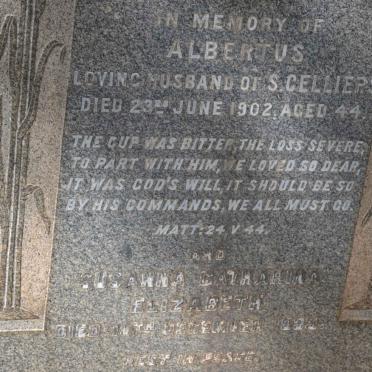 IN MEMORY OF
ALBERTUS
LOVING HUSBAND OF S. CELLIERS
DIED 23RD JUNE 1902, AGED 44.
THE CUP WAS BITTER, THE LOSS SEVERE,
TO PART WITH HIM, WE LOVED SO DEAR,
IT WAS GOD'S WILL, IT SHOULD BE SO
BY HIS COMMANDS, WE ALL MUST GO.
MATT: 24. V 44.
AND
SUSANNA CATHARINA
ELIZABETH
DIED DECEMBER
REST IN PEACE.